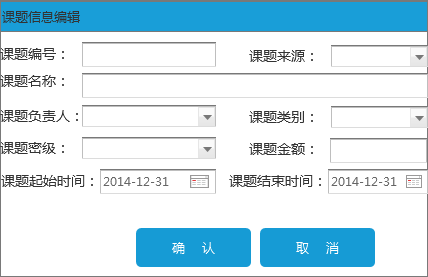 课题信息编辑
课题编号： 课题来源：
课题名称：
课题负责人： 课题类别：
课题密级： 课题金额：
课题起始时间： 2014-12-31 课题结束时间： 2014-12-31
确 认 取 消